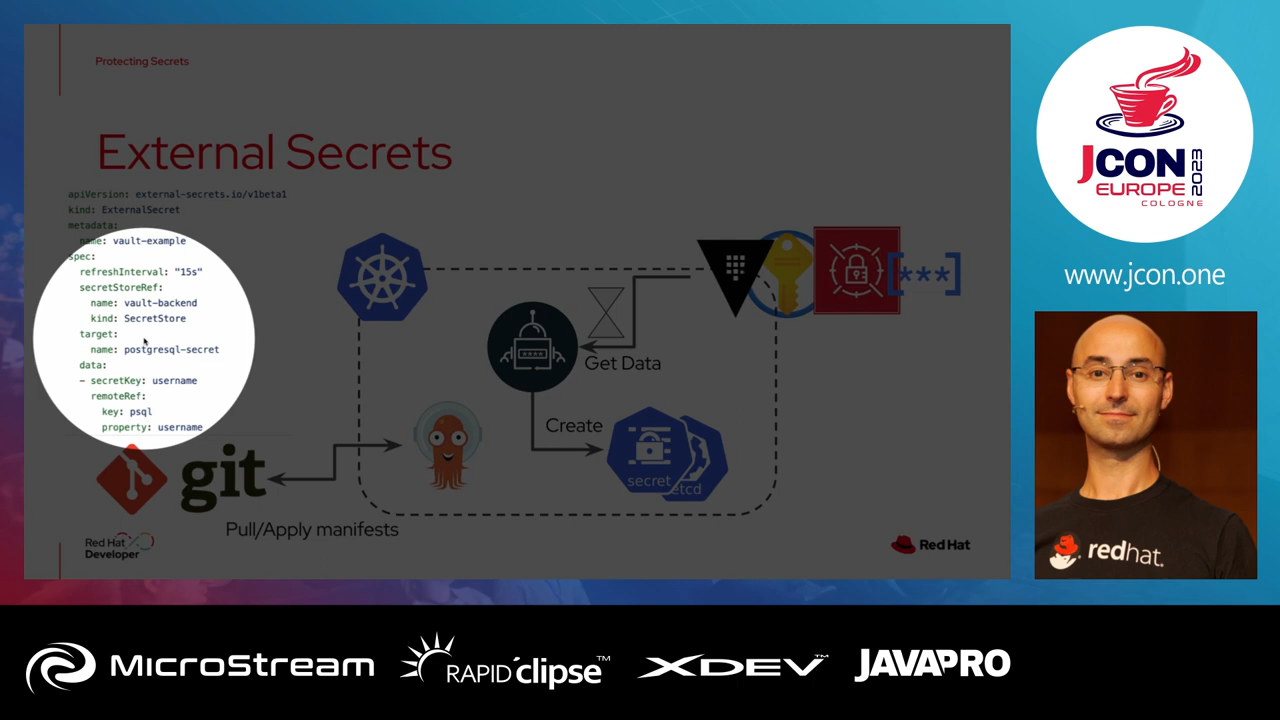 Protecting Secrets
External Secrets
apiVersion: external-secrets.io/v1beta1
kind: ExternalSecret
metadata:
name: vault-example
spec:
refreshInterval: "15s"
secretStoreRef:
name: vault-backend
kind: SecretStore
target:
name: postgresql-secret
data:
- secretKey: username
remoteRef:
key: psql
property: username
[***]
Get Data
Create
secret
etcd
git
Pull/Apply manifests
Red Hat
Developer
Red Hat
JCON
2023
EUROPE
COLOGNE
www.jcon.one
redhat.
MicroStream
RAPID'clipse™
XDEV™
JAVAPRO